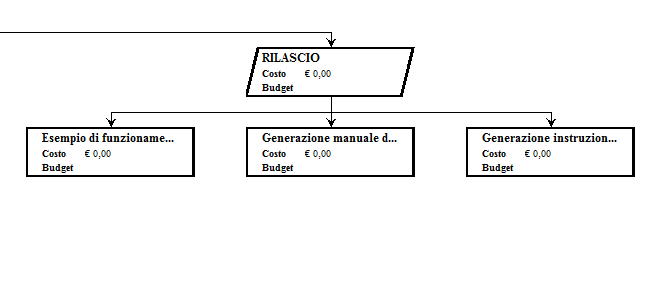 RILASCIO
Costo € 0,00
Budget
Esempio di funzioname...
Costo € 0,00
Budget
Generazione manuale d...
Costo € 0,00
Budget
Generazione instruzion...
Costo € 0,00
Budget